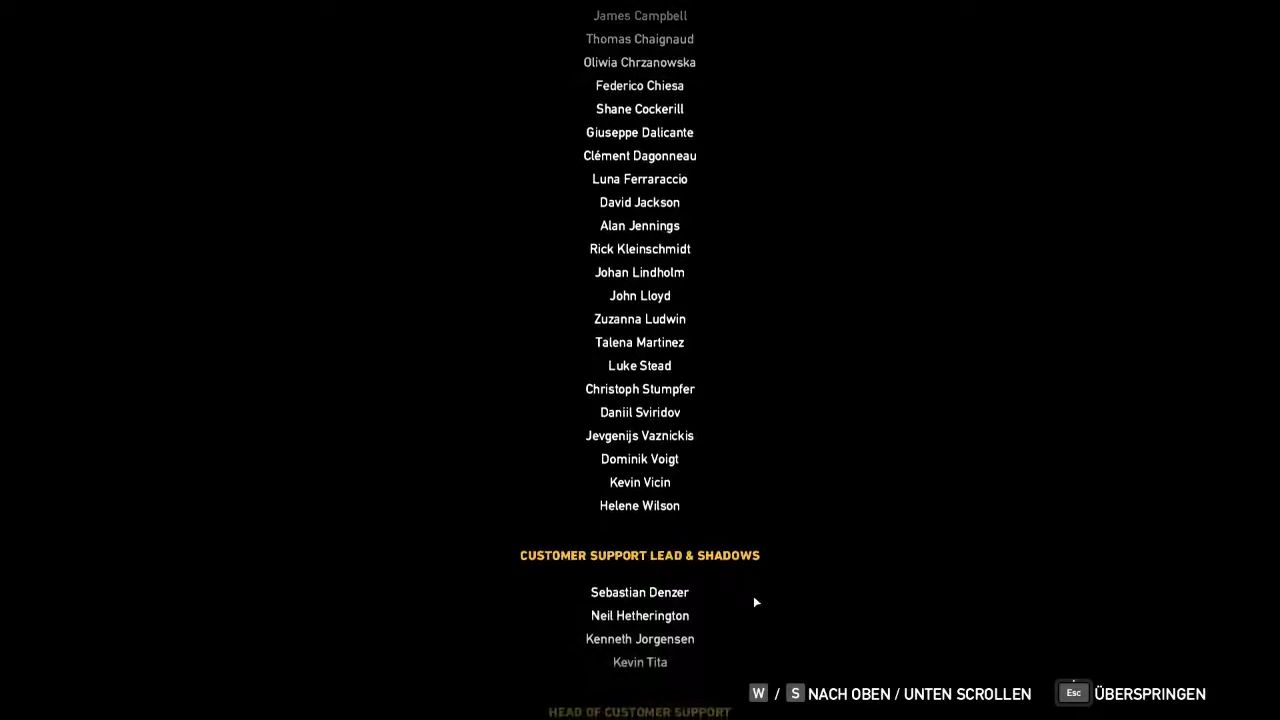 James Campbell
Thomas Chaignaud
Oliwia Chrzanowska
Federico Chiesa
Shane Cockerill
Giuseppe Dalicante
Clément Dagonneau
Luna Ferraraccio
David Jackson
Alan Jennings
Rick Kleinschmidt
Johan Lindholm
John Lloyd
Zuzanna Ludwin
Talena Martinez
Luke Stead
Christoph Stumpfer
Daniil Sviridov
Jevgenijs Vaznickis
Dominik Voigt
Kevin Vicin
Helene Wilson
CUSTOMER SUPPORT LEAD & SHADOWS
Sebastian Denzer
Neil Hetherington
Kenneth Jorgensen
Kevin Tita
W / S NACH OBEN / UNTEN SCROLLEN Esc ÜBERSPRINGEN
HEAD OF CUSTOMER SUPPORT